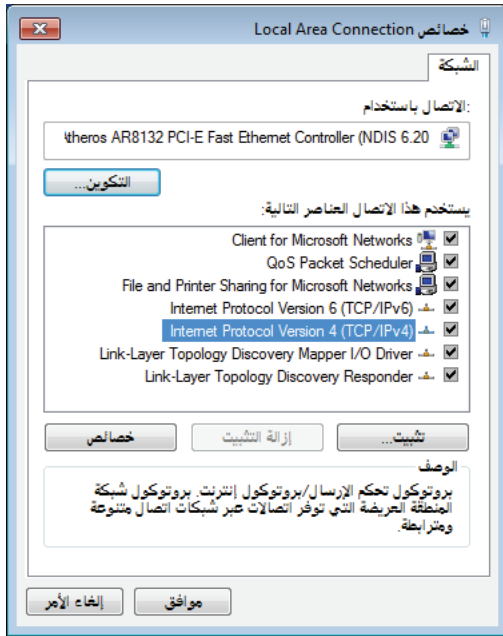 خصائص Local Area Connection
الشبكة
الاتصال باستخدام:
Atheros AR8132 PCI-E Fast Ethernet Controller (NDIS 6.20
التكوين...
يستخدم هذا الاتصال العناصر التالية:
Client for Microsoft Networks
QoS Packet Scheduler
File and Printer Sharing for Microsoft Networks
Internet Protocol Version 6 (TCP/IPv6)
Internet Protocol Version 4 (TCP/IPv4)
Link-Layer Topology Discovery Mapper I/O Driver
Link-Layer Topology Discovery Responder
تثبيت... إزالة التثبيت خصائص
الوصف
بروتوكول تحكم الإرسال/بروتوكول إنترنت. بروتوكول شبكة
المنطقة العريضة التي توفر اتصالات عبر شبكات اتصال متنوعة
ومترابطة.
موافق إلغاء الأمر